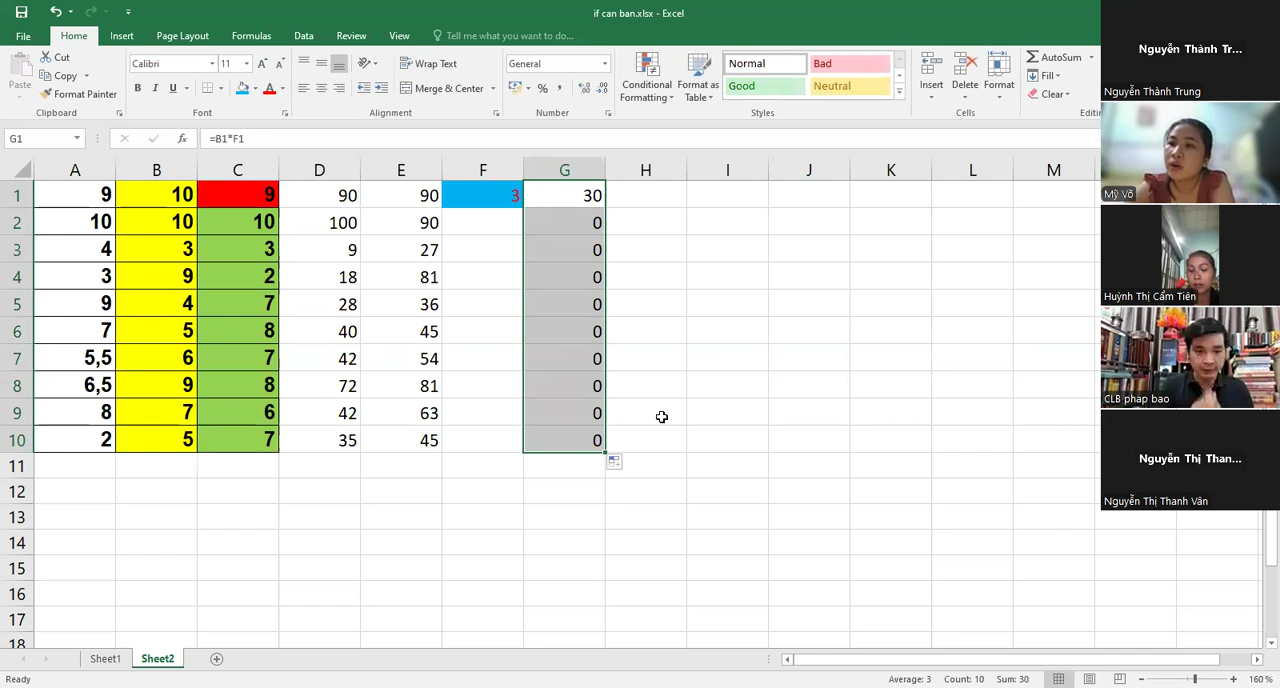 if can ban.xlsx - Excel
File Home Insert Page Layout Formulas Data Review View Tell me what you want to do...
Cut
Copy
Format Painter
Paste
Calibri 11
B I U
Wrap Text
Merge & Center
General
% ,
Conditional Formatting
Format as Table
Normal Bad
Good Neutral
Insert Delete Format
AutoSum
Fill
Clear
Clipboard Font Alignment Number Styles Cells Editin
G1 fx =B1*F1
A B C D E F G H I J K L M
1 9 10 9 90 90 3 30
2 10 10 10 100 90 0
3 4 3 3 9 27 0
4 3 9 2 18 81 0
5 9 4 7 28 36 0
6 7 5 8 40 45 0
7 5,5 6 7 42 54 0
8 6,5 9 8 72 81 0
9 8 7 6 42 63 0
10 2 5 7 35 45 0
11
12
13
14
15
16
17
18
Sheet1 Sheet2
Ready Average: 3 Count: 10 Sum: 30 160 %
Nguyễn Thành Tr...
Nguyễn Thành Trung
Mỹ Võ
Huỳnh Thị Cẩm Tiên
CLB phap bao
Nguyễn Thị Than...
Nguyễn Thị Thanh Vân